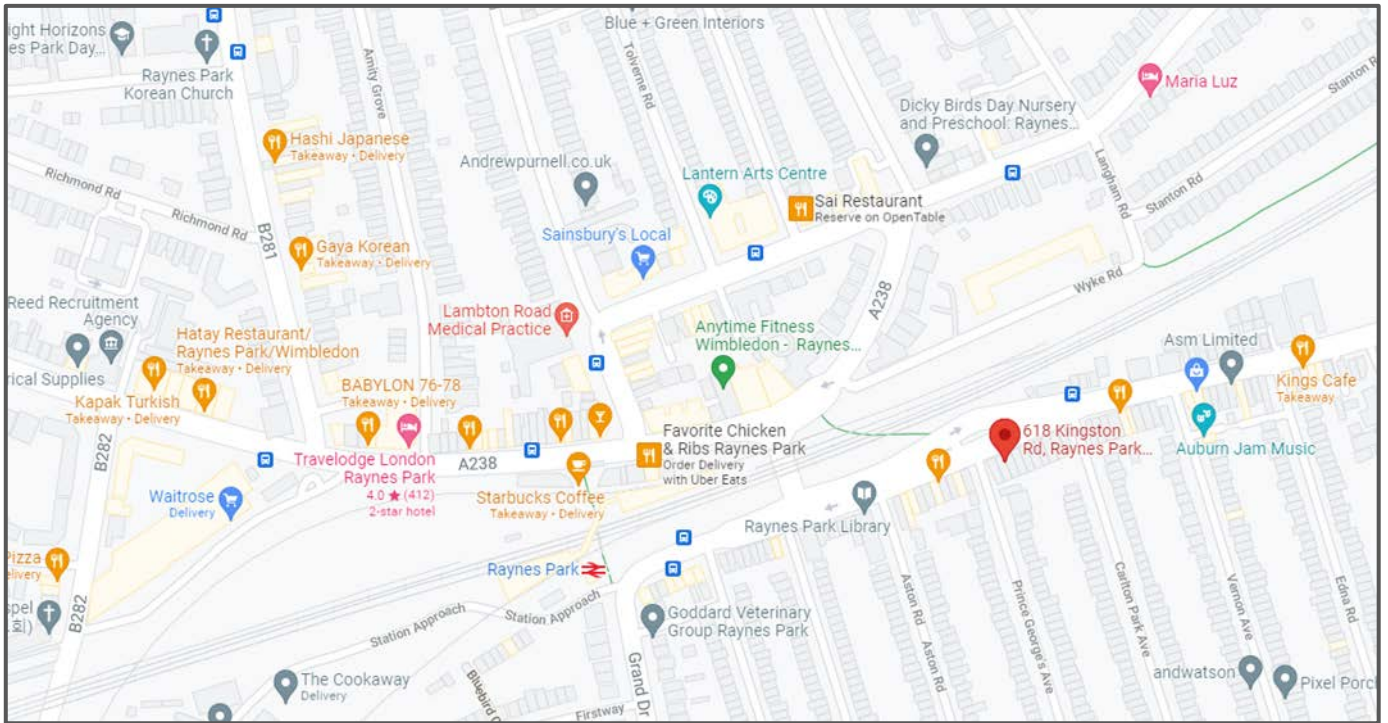 Blue + Green Interiors
ight Horizons
es Park Day...
Raynes Park
Korean Church
Amity Grove
Tolverne Rd
Maria Luz
Stanton R
Dicky Birds Day Nursery
and Preschool: Raynes...
Hashi Japanese
Takeaway • Delivery
Andrewpurnell.co.uk
Lantern Arts Centre
Langham Rd
Stanton Rd
Richmond Rd
Richmond Rd
B281
Sai Restaurant
Reserve on OpenTable
Sainsbury's Local
Gaya Korean
Takeaway • Delivery
Wyke Rd
A238
Reed Recruitment
Agency
Lambton Road
Medical Practice
Hatay Restaurant/
Raynes Park/Wimbledon
Takeaway • Delivery
Anytime Fitness
Wimbledon - Raynes...
Asm Limited
rical Supplies
Kapak Turkish
Takeaway • Delivery
BABYLON 76-78
Takeaway • Delivery
Kings Cafe
Takeaway
B282
Favorite Chicken
& Ribs Raynes Park
Order Delivery
with Uber Eats
618 Kingston
Rd, Raynes Park...
Auburn Jam Music
Travelodge London
Raynes Park
4.0 ★ (412)
2-star hotel
A238
Starbucks Coffee
Takeaway • Delivery
Waitrose
Delivery
Raynes Park Library
Pizza
elivery
Raynes Park
spel
B282
Station Approach
Station Approach
Goddard Veterinary
Group Raynes Park
Aston Rd
Aston Rd
Prince George's Ave
Carlton Park Ave
Vernon Ave
Edna Rd
The Cookaway
Delivery
Grand Dr
Firstway
andwatson
Pixel Porc